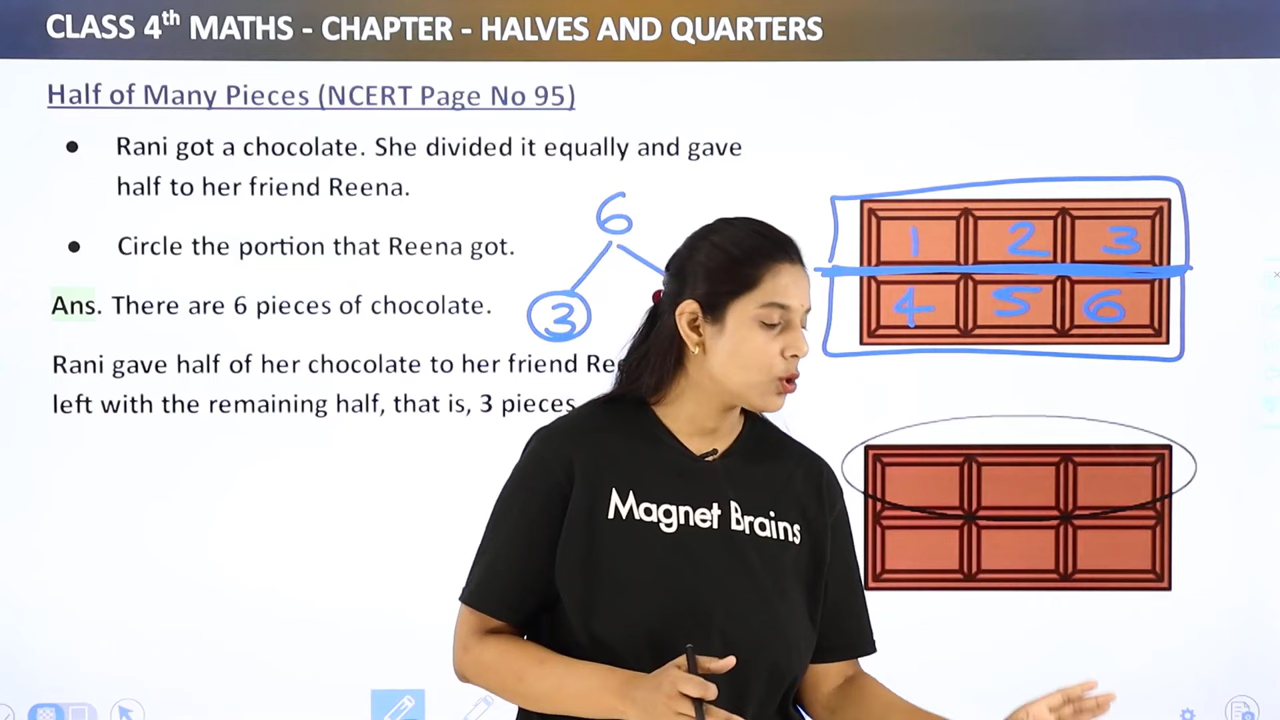 CLASS 4th MATHS - CHAPTER - HALVES AND QUARTERS
Half of Many Pieces (NCERT Page No 95)
● Rani got a chocolate. She divided it equally and gave
half to her friend Reena.
● Circle the portion that Reena got.
Ans. There are 6 pieces of chocolate.
Rani gave half of her chocolate to her friend
left with the remaining half, that is, 3 pieces
6
3
1 2 3
4 5 6
Magnet Brains